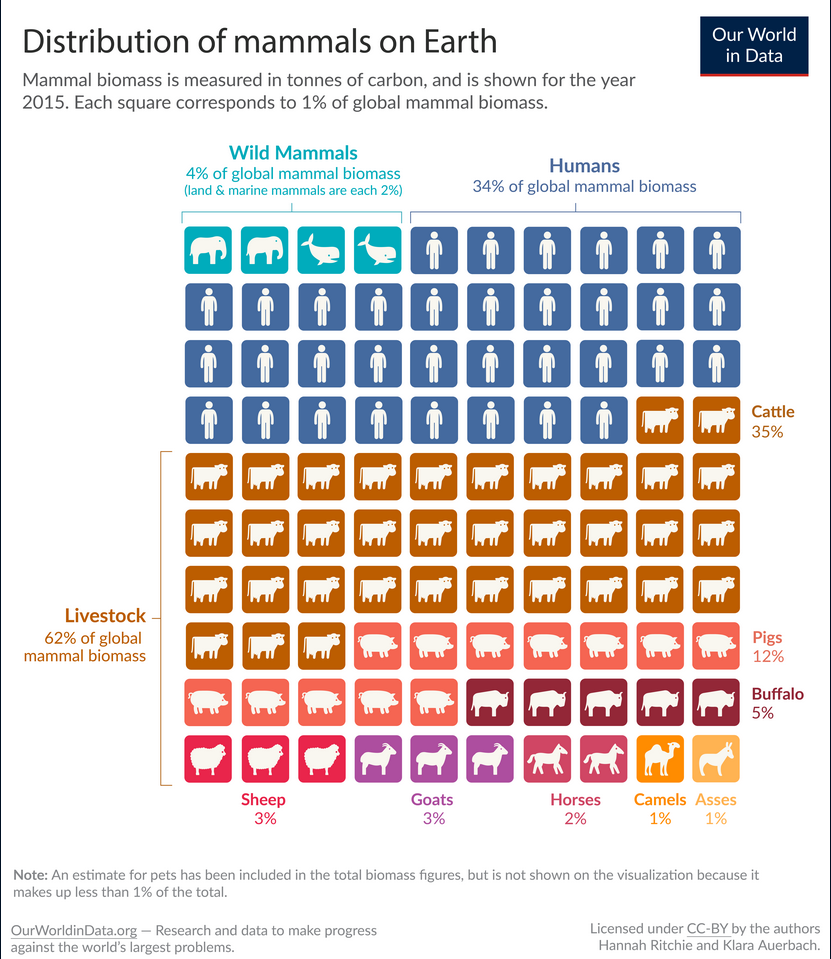 Distribution of mammals on Earth
Our World
in Data
Mammal biomass is measured in tonnes of carbon, and is shown for the year
2015. Each square corresponds to 1% of global mammal biomass.
Wild Mammals
4% of global mammal biomass
(land & marine mammals are each 2%)
Humans
34% of global mammal biomass
Cattle
35%
Livestock
62% of global
mammal biomass
Pigs
12%
Buffalo
5%
Sheep
3%
Goats
3%
Horses
2%
Camels
1%
Asses
1%
Note: An estimate for pets has been included in the total biomass figures, but is not shown on the visualization because it
makes up less than 1% of the total.
OurWorldinData.org — Research and data to make progress
against the world's largest problems.
Licensed under CC-BY by the authors
Hannah Ritchie and Klara Auerbach.